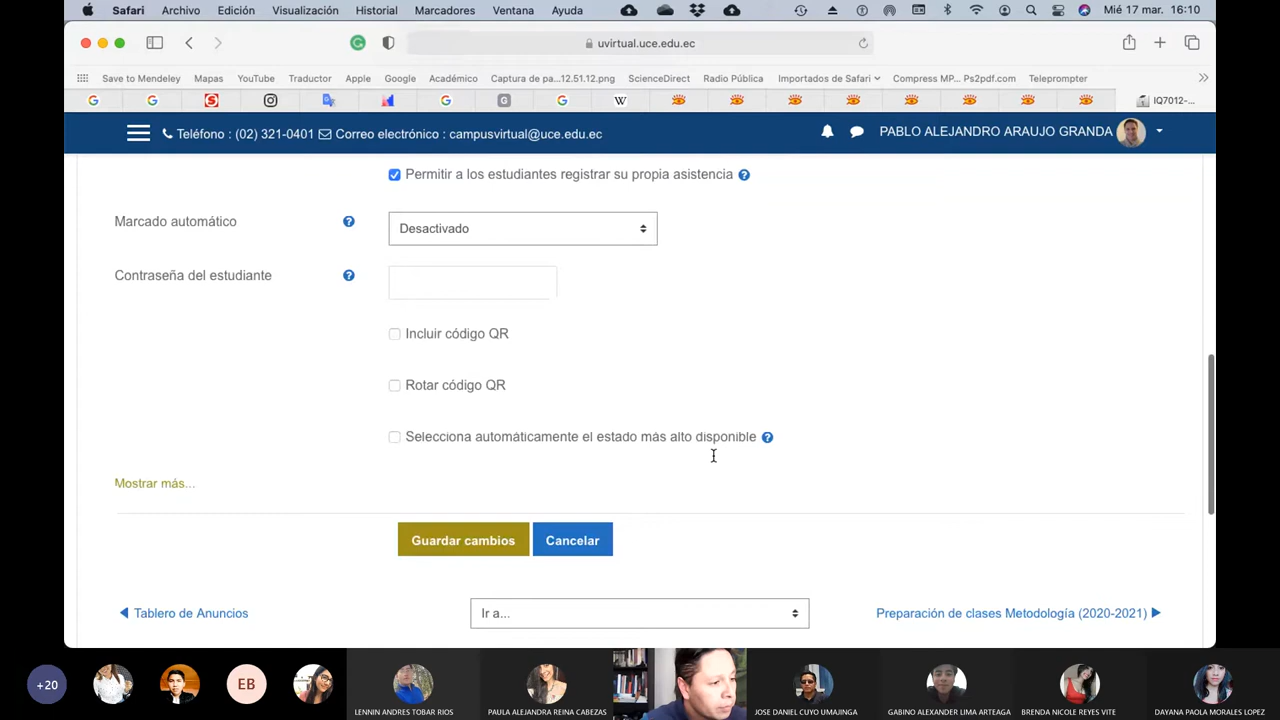 Safari Archivo Edición Visualización Historial Marcadores Ventana Ayuda Mié 17 mar. 16:10
uvirtual.uce.edu.ec
Save to Mendeley Mapas YouTube Traductor Apple Google Académico Captura de pa...12.51.12.png ScienceDirect Radio Pública Importados de Safari Compress MP... Ps2pdf.com Teleprompter
IQ7012-...
Teléfono : (02) 321-0401 Correo electrónico : campusvirtual@uce.edu.ec PABLO ALEJANDRO ARAUJO GRANDA
Permitir a los estudiantes registrar su propia asistencia
Marcado automático Desactivado
Contraseña del estudiante
Incluir código QR
Rotar código QR
Selecciona automáticamente el estado más alto disponible
Mostrar más...
Guardar cambios Cancelar
Tablero de Anuncios Ir a... Preparación de clases Metodología (2020-2021)
+20 EB
LENNIN ANDRES TOBAR RIOS PAULA ALEJANDRA REINA CABEZAS JOSE DANIEL CUYO UMAJINGA GABINO ALEXANDER LIMA ARTEAGA BRENDA NICOLE REYES VITE DAYANA PAOLA MORALES LOPEZ